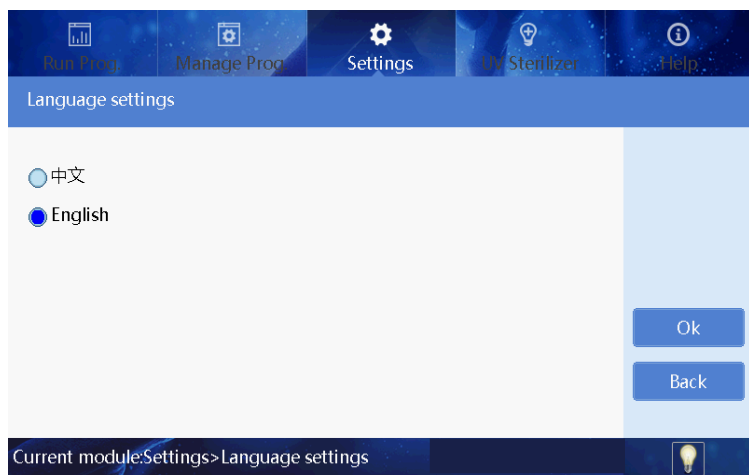 Run Prog
Manage Prog
Settings
UV Sterilizer
Help
Language settings
中文
English
Ok
Back
Current module:Settings>Language settings